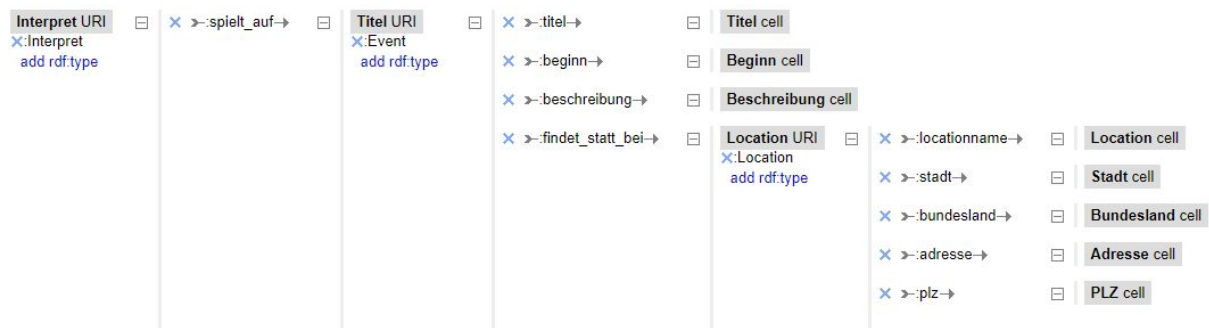 Interpret URI × >-:spielt_auf→ Titel URI × >-:titel→ Titel cell
×:Interpret ×:Event
add rdf:type add rdf:type
× >-:beginn→ Beginn cell
× >-:beschreibung→ Beschreibung cell
× >-:findet_statt_bei→ Location URI × >-:locationname→ Location cell
×:Location
add rdf:type × >-:stadt→ Stadt cell
× >-:bundesland→ Bundesland cell
× >-:adresse→ Adresse cell
× >-:plz→ PLZ cell